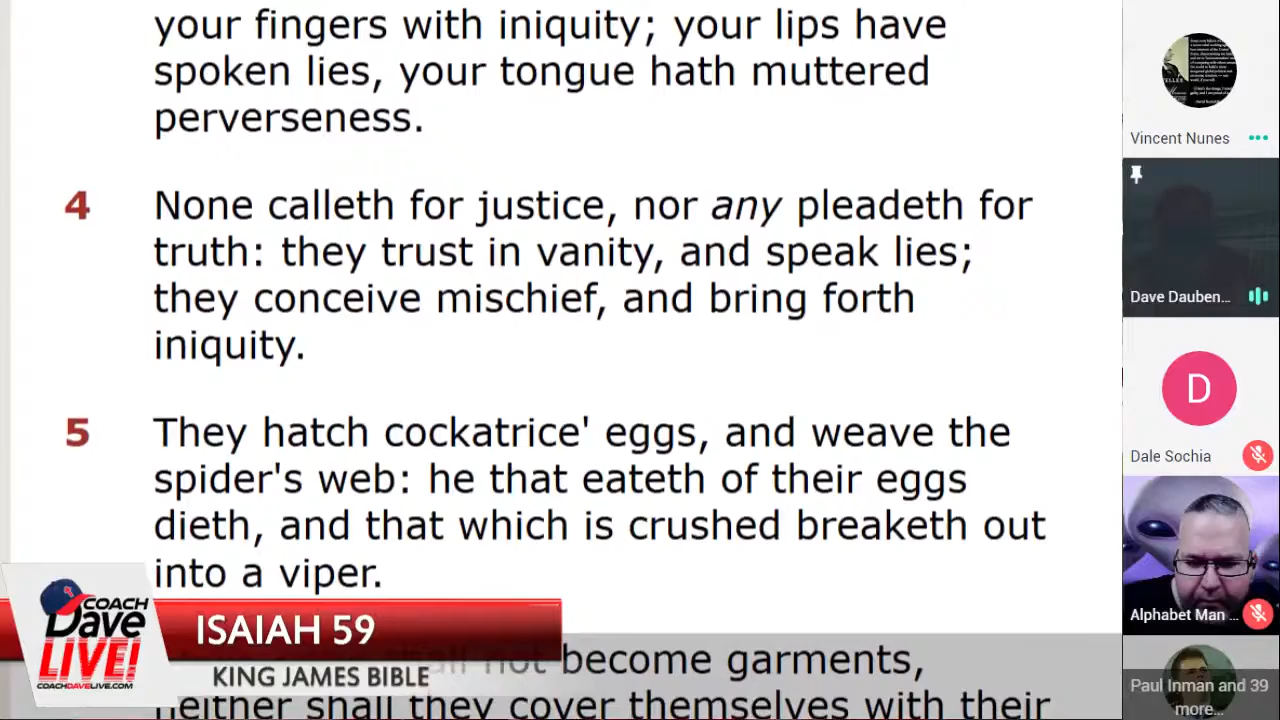 your fingers with iniquity; your lips have
spoken lies, your tongue hath muttered
perverseness.
4 None calleth for justice, nor any pleadeth for
truth: they trust in vanity, and speak lies;
they conceive mischief, and bring forth
iniquity.
5 They hatch cockatrice' eggs, and weave the
spider's web: he that eateth of their eggs
dieth, and that which is crushed breaketh out
into a viper.
shall not become garments,
neither shall they cover themselves with their
COACH
Dave
LIVE!
COACHDAVELIVE.COM
ISAIAH 59
KING JAMES BIBLE
Vincent Nunes
Dave Dauben...
D
Dale Sochia
Alphabet Man ...
Paul Inman and 39
more...